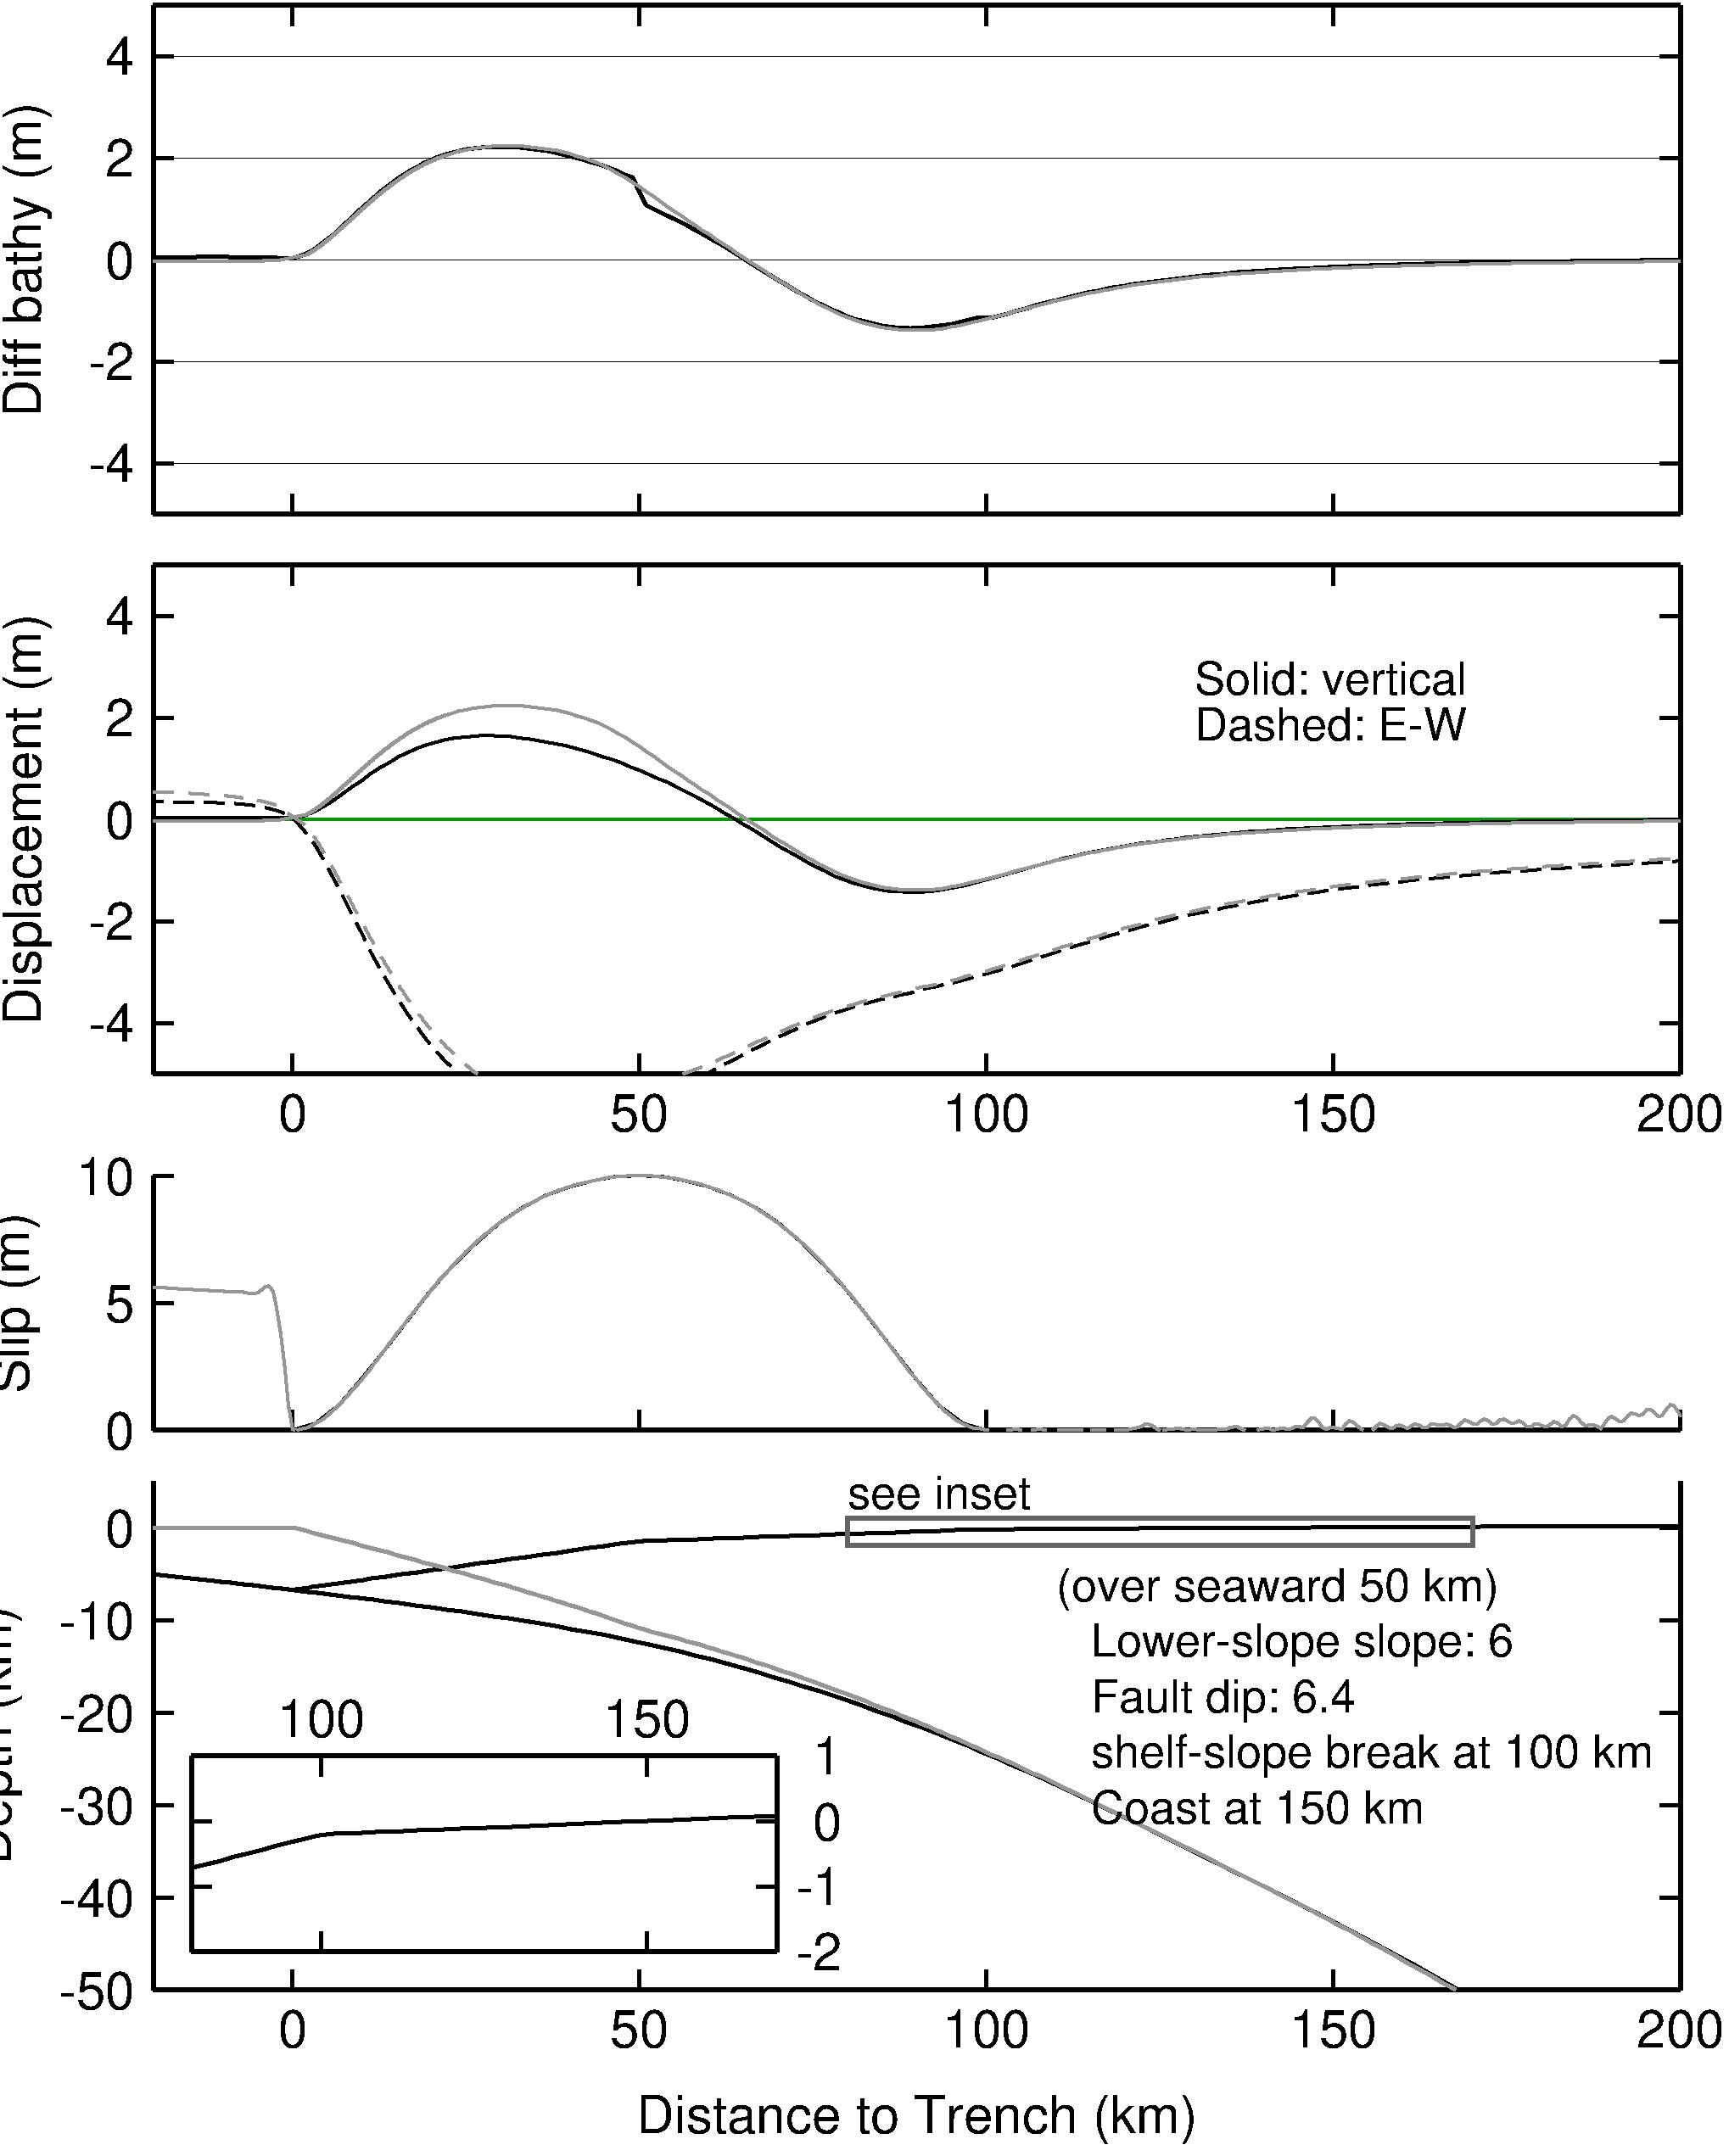 Diff bathy (m)
4
2
0
-2
-4
Displacement (m)
4
2
0
-2
-4
Solid: vertical
Dashed: E-W
0 50 100 150 200
Slip (m)
10
5
0
Depth (km)
0
-10
-20
-30
-40
-50
see inset
(over seaward 50 km)
Lower-slope slope: 6
Fault dip: 6.4
shelf-slope break at 100 km
Coast at 150 km
100 150
1
0
-1
-2
0 50 100 150 200
Distance to Trench (km)